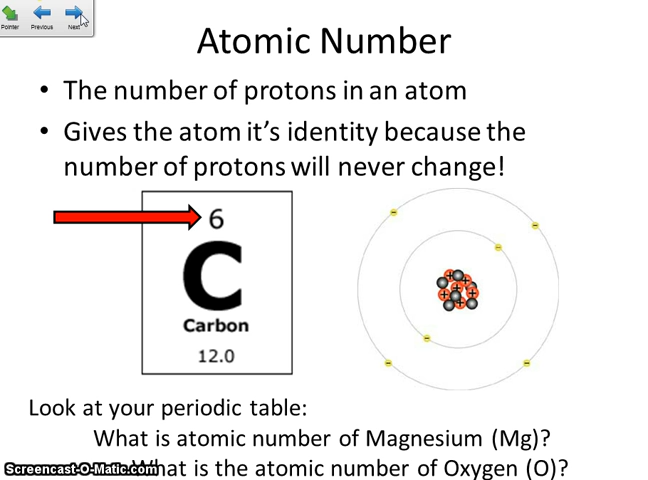 Pointer Previous Next
Atomic Number
• The number of protons in an atom
• Gives the atom it's identity because the
number of protons will never change!
6
C
Carbon
12.0
Look at your periodic table:
What is atomic number of Magnesium (Mg)?
What is the atomic number of Oxygen (O)?
Screencast-O-Matic.com